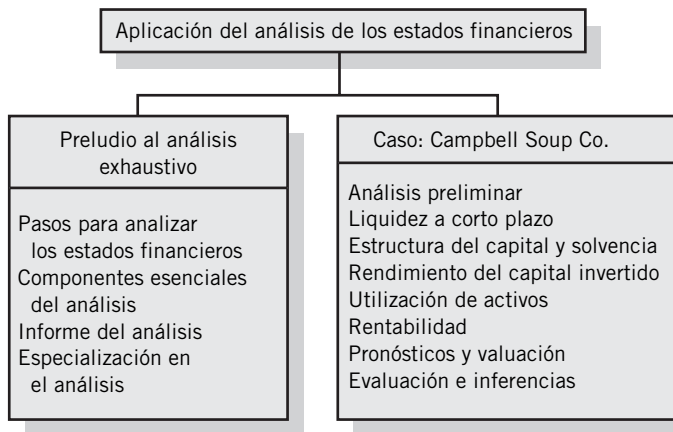 Aplicación del análisis de los estados financieros
Preludio al análisis
exhaustivo
Pasos para analizar
los estados financieros
Componentes esenciales
del análisis
Informe del análisis
Especialización en
el análisis
Caso: Campbell Soup Co.
Análisis preliminar
Liquidez a corto plazo
Estructura del capital y solvencia
Rendimiento del capital invertido
Utilización de activos
Rentabilidad
Pronósticos y valuación
Evaluación e inferencias